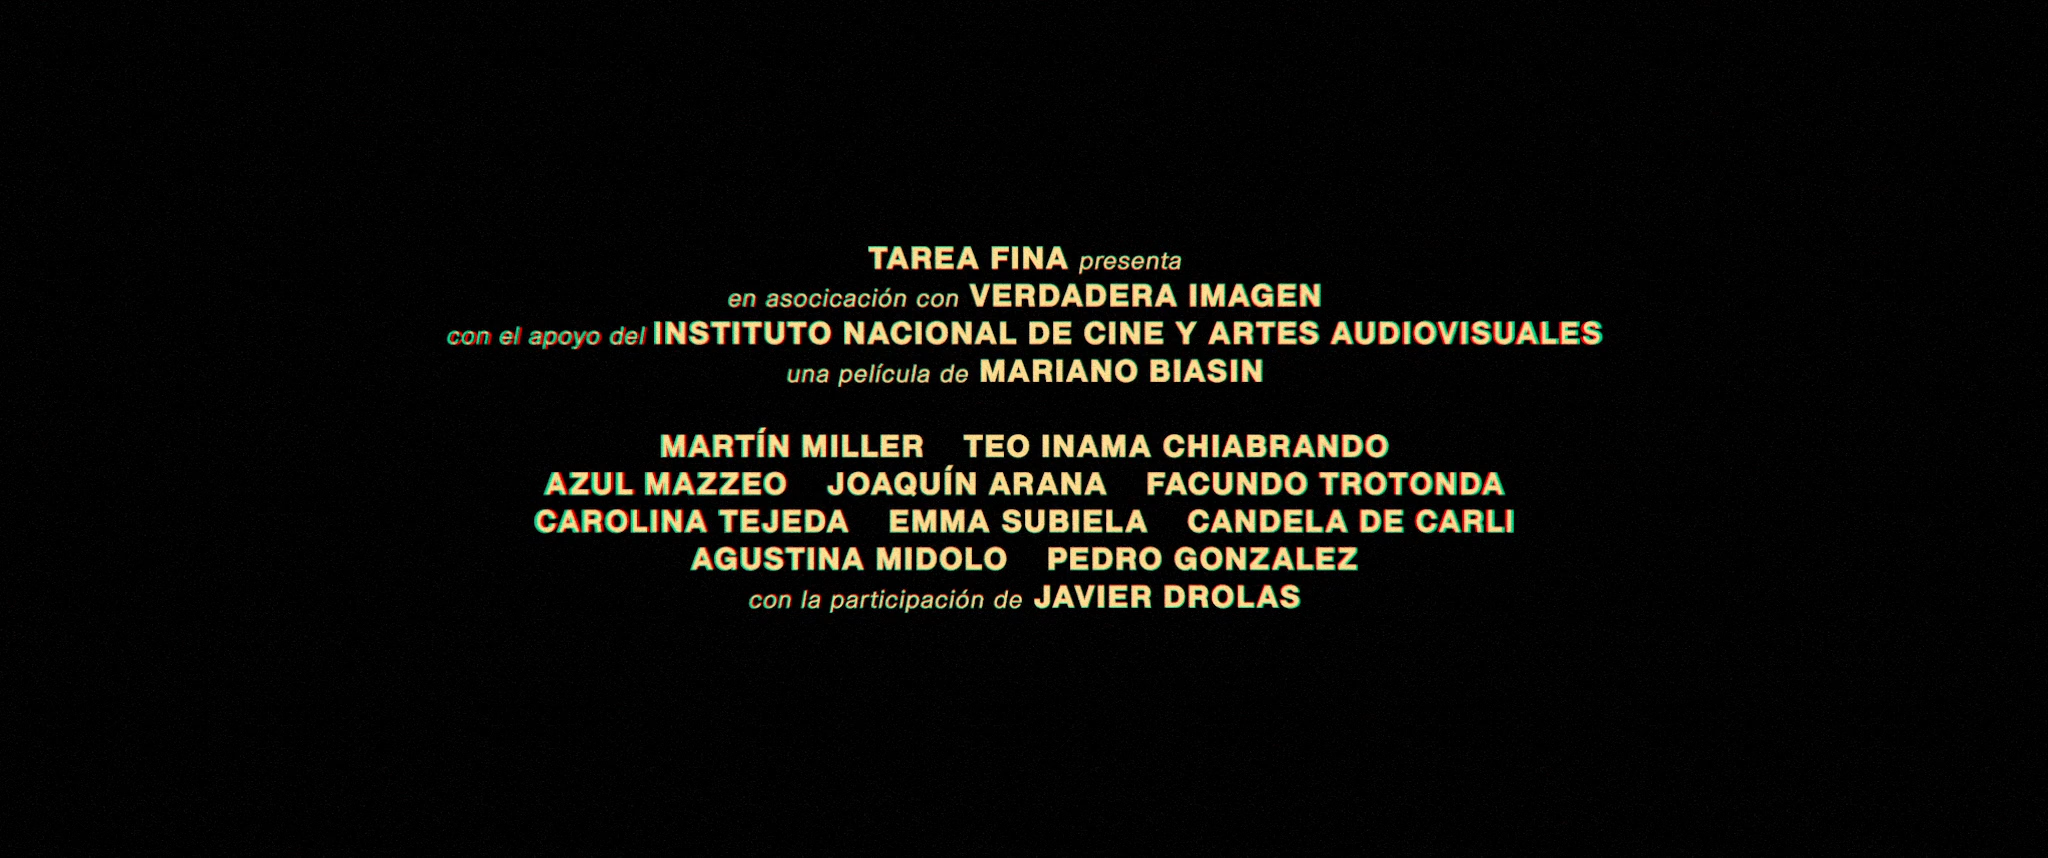 TAREA FINA presenta
en asocicación con VERDADERA IMAGEN
con el apoyo del INSTITUTO NACIONAL DE CINE Y ARTES AUDIOVISUALES
una película de MARIANO BIASIN
MARTÍN MILLER TEO INAMA CHIABRANDO
AZUL MAZZEO JOAQUÍN ARANA FACUNDO TROTONDA
CAROLINA TEJEDA EMMA SUBIELA CANDELA DE CARLI
AGUSTINA MIDOLO PEDRO GONZALEZ
con la participación de JAVIER DROLAS